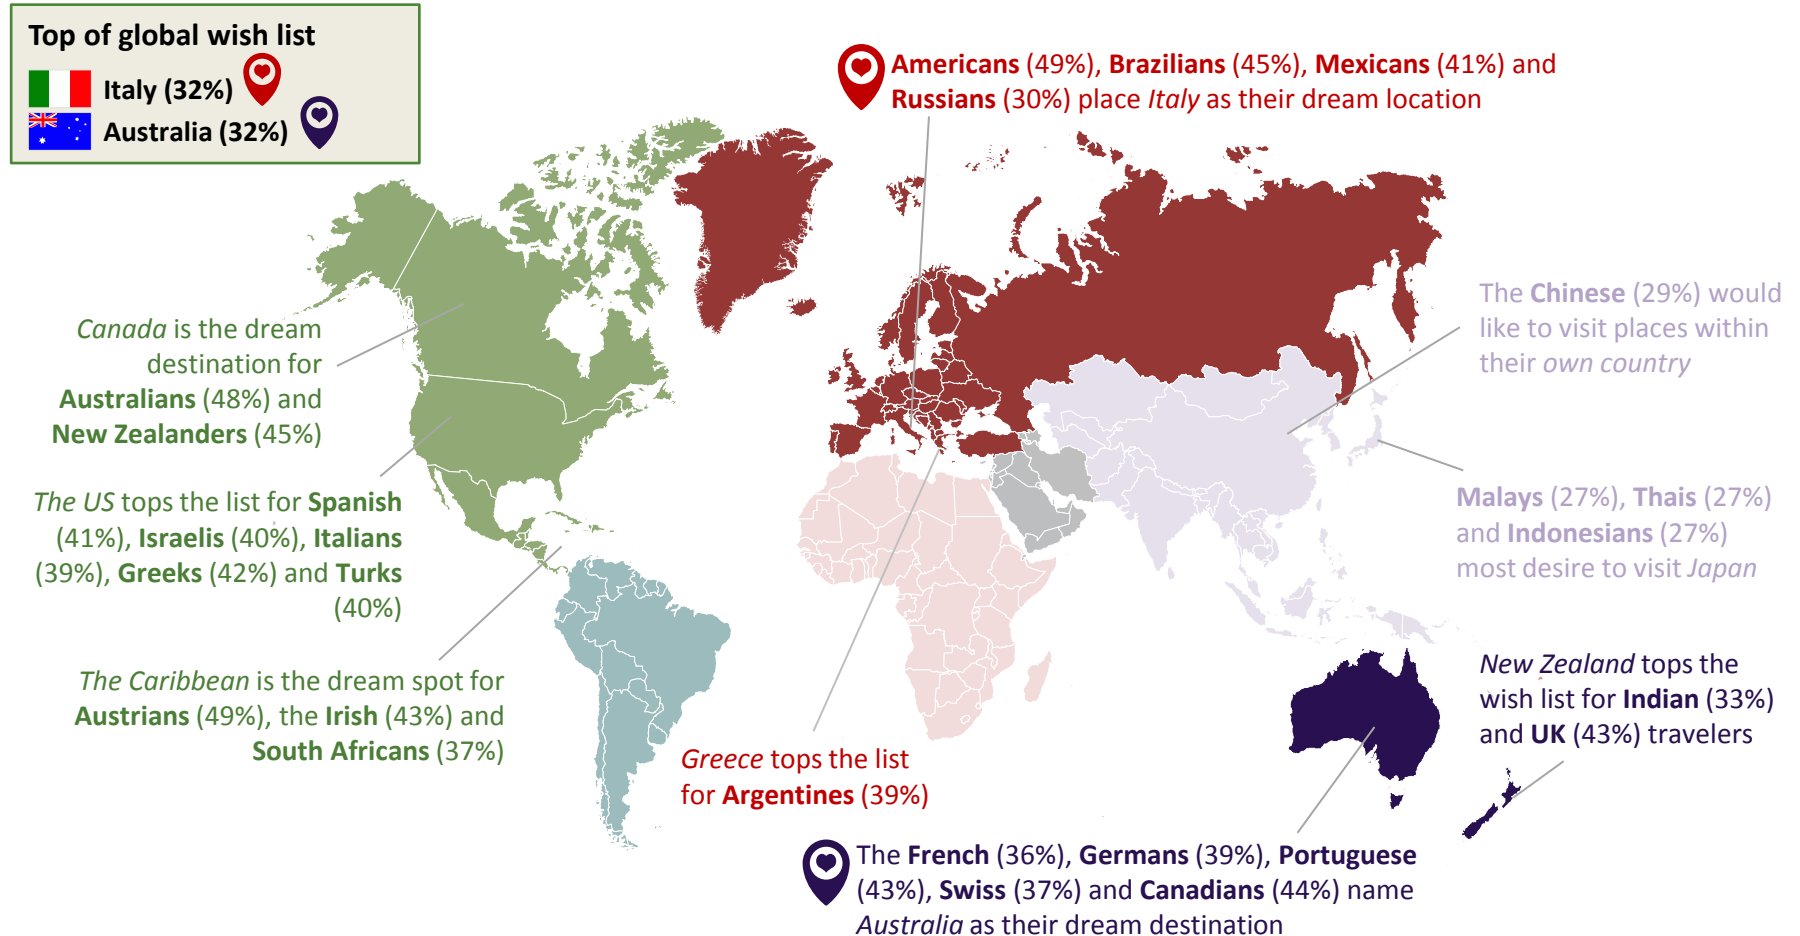 Top of global wish list
Italy (32%)
Australia (32%)
Americans (49%), Brazilians (45%), Mexicans (41%) and
Russians (30%) place Italy as their dream location
Canada is the dream
destination for
Australians (48%) and
New Zealanders (45%)
The US tops the list for Spanish
(41%), Israelis (40%), Italians
(39%), Greeks (42%) and Turks
(40%)
The Caribbean is the dream spot for
Austrians (49%), the Irish (43%) and
South Africans (37%)
Greece tops the list
for Argentines (39%)
The Chinese (29%) would
like to visit places within
their own country
Malays (27%), Thais (27%)
and Indonesians (27%)
most desire to visit Japan
New Zealand tops the
wish list for Indian (33%)
and UK (43%) travelers
The French (36%), Germans (39%), Portuguese
(43%), Swiss (37%) and Canadians (44%) name
Australia as their dream destination